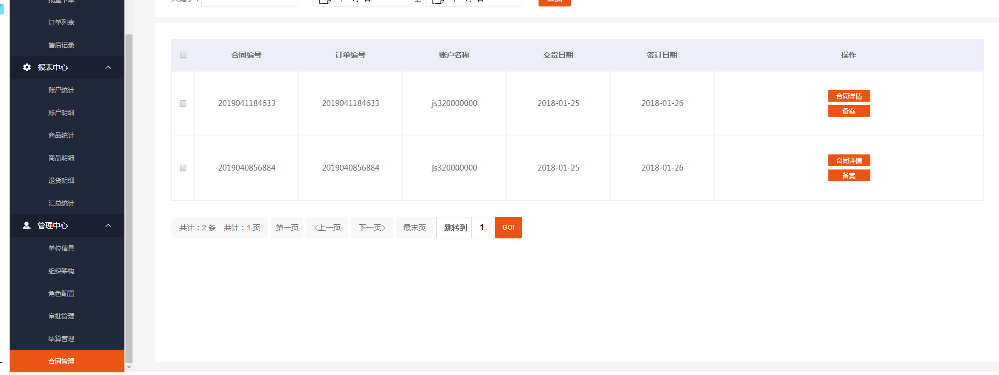 批量下单
订单列表
售后记录
报表中心
账户统计
账户明细
商品统计
商品明细
退货明细
汇总统计
管理中心
单位信息
组织架构
角色配置
审批管理
结算管理
合同管理
查询
合同编号 订单编号 账户名称 交货日期 签订日期 操作
2019041184633 2019041184633 js320000000 2018-01-25 2018-01-26 合同详情
备案
2019040856884 2019040856884 js320000000 2018-01-25 2018-01-26 合同详情
备案
共计：2 条 共计：1 页 第一页 <上一页 下一页> 最末页 跳转到 1 GO!